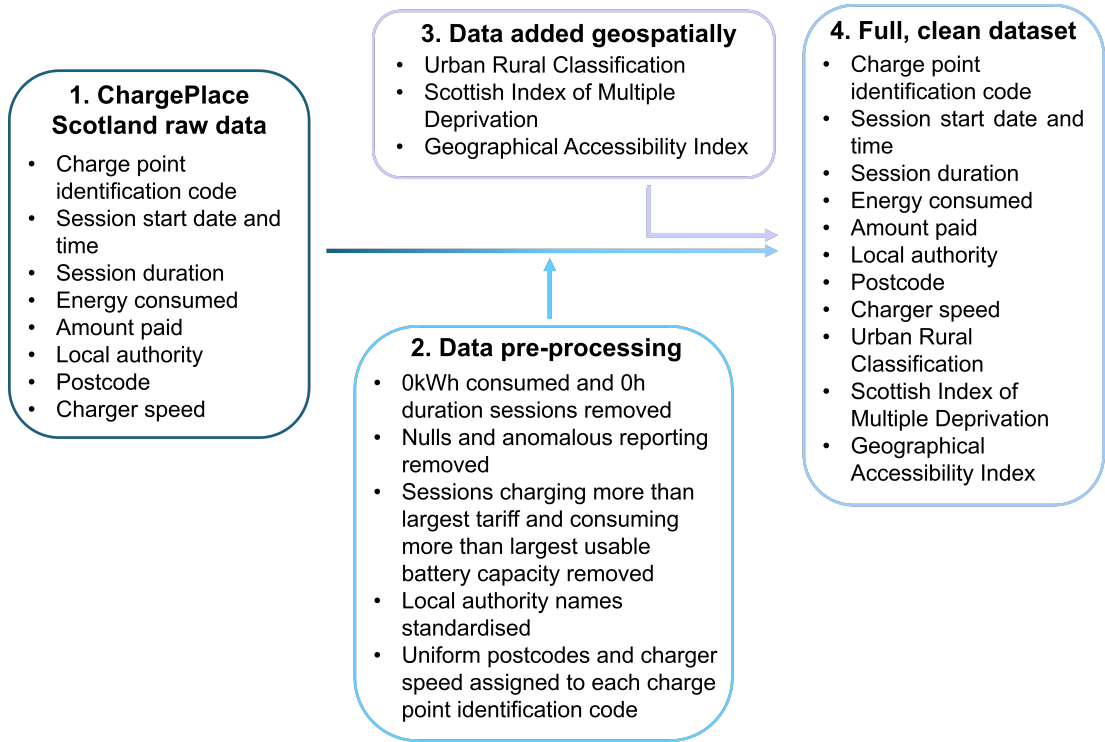 1. ChargePlace
Scotland raw data
• Charge point
identification code
• Session start date and
time
• Session duration
• Energy consumed
• Amount paid
• Local authority
• Postcode
• Charger speed
2. Data pre-processing
• 0kWh consumed and 0h
duration sessions removed
• Nulls and anomalous reporting
removed
• Sessions charging more than
largest tariff and consuming
more than largest usable
battery capacity removed
• Local authority names
standardised
• Uniform postcodes and charger
speed assigned to each charge
point identification code
3. Data added geospatially
• Urban Rural Classification
• Scottish Index of Multiple
Deprivation
• Geographical Accessibility Index
4. Full, clean dataset
• Charge point
identification code
• Session start date and
time
• Session duration
• Energy consumed
• Amount paid
• Local authority
• Postcode
• Charger speed
• Urban Rural
Classification
• Scottish Index of
Multiple Deprivation
• Geographical
Accessibility Index